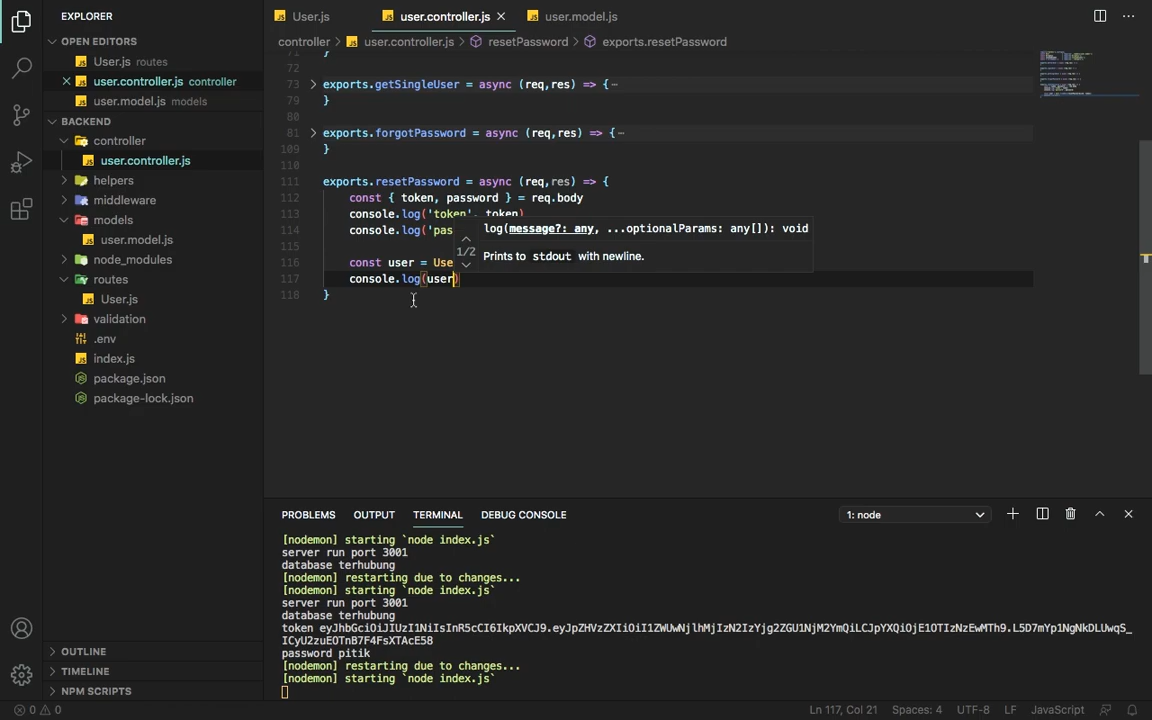 EXPLORER
OPEN EDITORS
User.js routes
user.controller.js controller
user.model.js models
BACKEND
controller
user.controller.js
helpers
middleware
models
user.model.js
node_modules
routes
User.js
validation
.env
index.js
package.json
package-lock.json
OUTLINE
TIMELINE
NPM SCRIPTS
User.js user.controller.js user.model.js
controller > user.controller.js > resetPassword > exports.resetPassword
71 }
72
73 exports.getSingleUser = async (req,res) => {…
79 }
80
81 exports.forgotPassword = async (req,res) => {…
109 }
110
111 exports.resetPassword = async (req,res) => {
112 const { token, password } = req.body
113 console.log('token', token)
114 console.log('pas
115
116 const user = Use
117 console.log(user)
118 }
log(message?: any, ...optionalParams: any[]): void
1/2
Prints to stdout with newline.
PROBLEMS OUTPUT TERMINAL DEBUG CONSOLE 1: node
[nodemon] starting `node index.js`
server run port 3001
database terhubung
[nodemon] restarting due to changes...
[nodemon] starting `node index.js`
server run port 3001
database terhubung
token eyJhbGciOiJIUzI1NiIsInR5cCI6IkpXVCJ9.eyJpZHVzZXIiOiI1ZWUwNjlhMjIzN2IzYjg2ZGU1NjM2YmQiLCJpYXQiOjE1OTIzNzEwMTh9.L5D7mYp1NgNkDLUwqS_
ICyU2zuEOTnB7F4FsXTAcE58
password pitik
[nodemon] restarting due to changes...
[nodemon] starting `node index.js`
0 0 Ln 117, Col 21 Spaces: 4 UTF-8 LF JavaScript